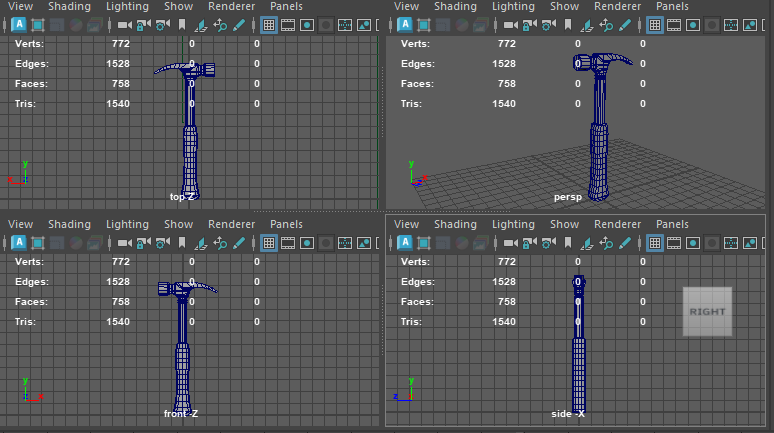 View Shading Lighting Show Renderer Panels
A
Verts: 772 0 0
Edges: 1528 0 0
Faces: 758 0 0
Tris: 1540 0 0
y
x z
top Z
View Shading Lighting Show Renderer Panels
A
Verts: 772 0 0
Edges: 1528 0 0
Faces: 758 0 0
Tris: 1540 0 0
y
persp
View Shading Lighting Show Renderer Panels
A
Verts: 772 0 0
Edges: 1528 0 0
Faces: 758 0 0
Tris: 1540 0 0
y
z x
front -Z
View Shading Lighting Show Renderer Panels
A
Verts: 772 0 0
Edges: 1528 0 0
Faces: 758 0 0
Tris: 1540 0 0
RIGHT
y
z x
side -X